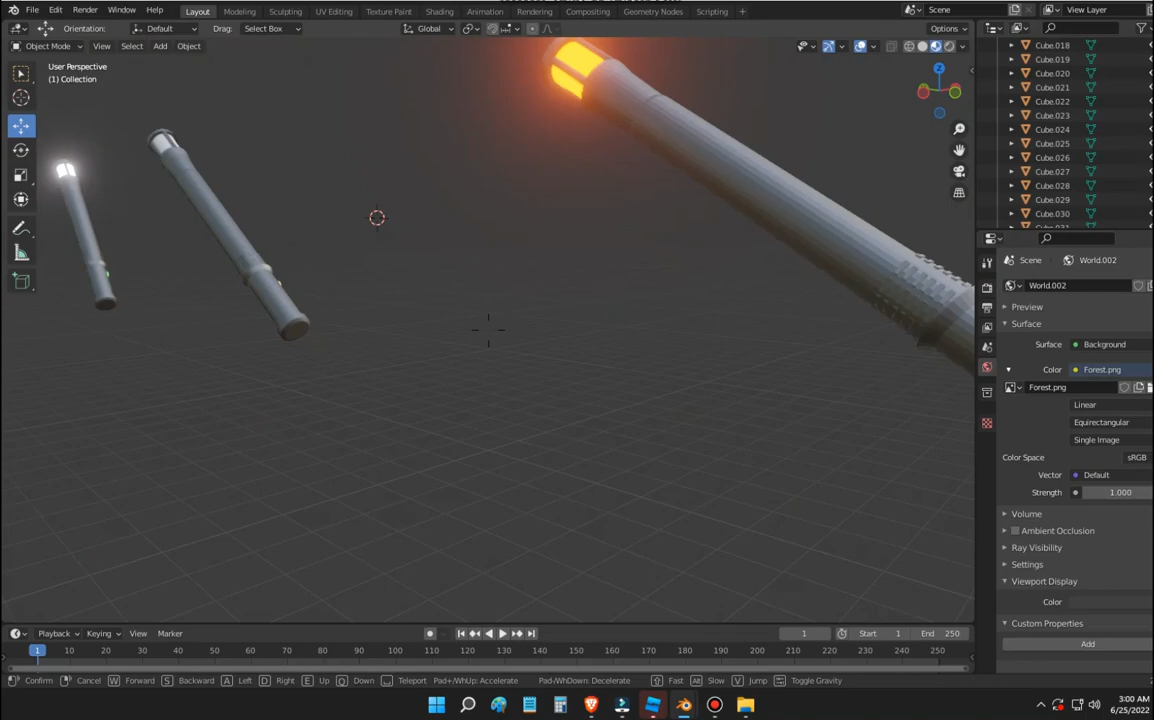 File Edit Render Window Help Layout Modeling Sculpting UV Editing Texture Paint Shading Animation Rendering Compositing Geometry Nodes Scripting + Scene View Layer
Orientation: Default Drag: Select Box Global Options
Object Mode View Select Add Object
User Perspective
(1) Collection
Cube.018
Cube.019
Cube.020
Cube.021
Cube.022
Cube.023
Cube.024
Cube.025
Cube.026
Cube.027
Cube.028
Cube.029
Cube.030
Cube.031
Scene World.002
World.002
Preview
Surface
Surface Background
Color Forest.png
Forest.png
Linear
Equirectangular
Single Image
Color Space sRGB
Vector Default
Strength 1.000
Volume
Ambient Occlusion
Ray Visibility
Settings
Viewport Display
Color
Custom Properties
Add
Playback Keying View Marker 1 Start 1 End 250
1 10 20 30 40 50 60 70 80 90 100 110 120 130 140 150 160 170 180 190 200 210 220 230 240 250
Confirm Cancel W Forward S Backward A Left D Right E Up Q Down Teleport Pad+/WhUp: Accelerate Pad-/WhDown: Decelerate Fast Alt Slow V Jump Toggle Gravity
3:00 AM
6/25/2022